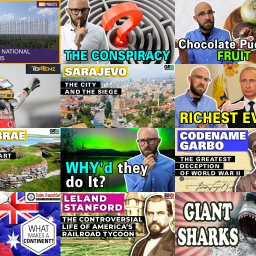 NATIONAL
THE CONSPIRACY
Chocolate Pu
FRUIT
TOPTENZ
SARAJEVO
THE CITY
AND THE SIEGE
RICHEST EV
BRAE
ART
WHY'd they
do It?
CODENAME
GARBO
THE GREATEST
DECEPTION
OF WORLD WAR II
WHAT
MAKES A
CONTINENT?
LELAND
STANFORD
THE CONTROVERSIAL
LIFE OF AMERICA'S
RAILROAD TYCOON
GIANT
SHARKS